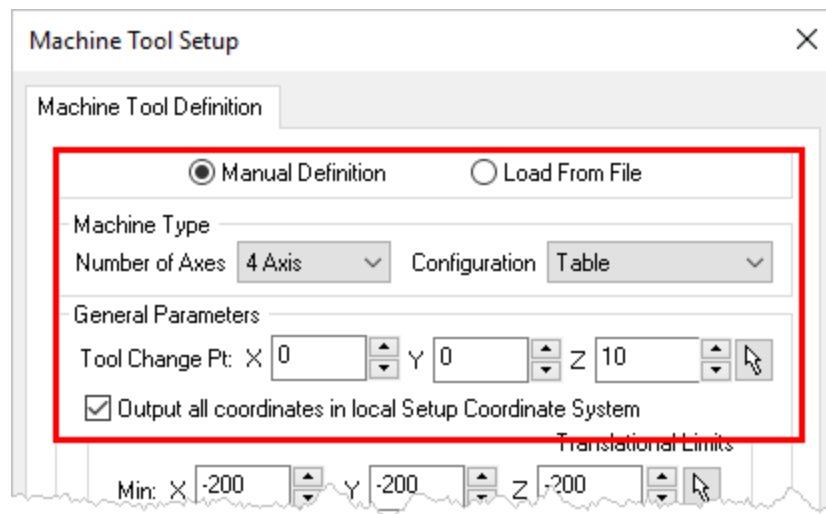 Machine Tool Setup
Machine Tool Definition
Manual Definition Load From File
Machine Type
Number of Axes 4 Axis Configuration Table
General Parameters
Tool Change Pt: X 0 Y 0 Z 10
Output all coordinates in local Setup Coordinate System
Translational Limits
Min: X -200 Y -200 Z -200